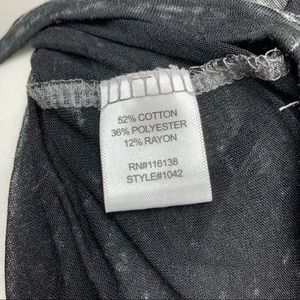 52% COTTON
36% POLYESTER
12% RAYON
RN#116138
STYLE#1042